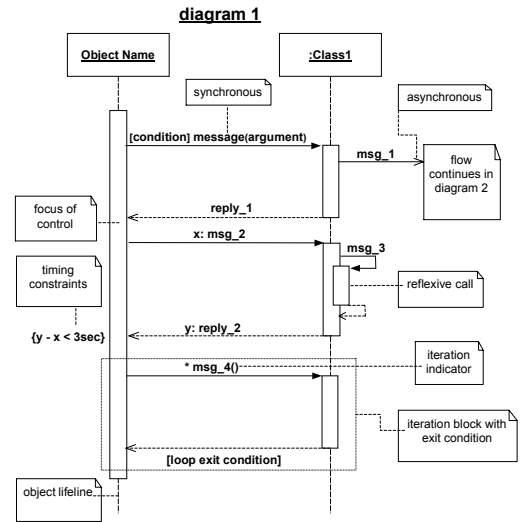 diagram 1
Object Name
:Class1
synchronous
asynchronous
[condition] message(argument)
msg_1
flow
continues in
diagram 2
reply_1
focus of
control
x: msg_2
msg_3
timing
constraints
reflexive call
{y - x < 3sec}
y: reply_2
iteration
indicator
* msg_4()
iteration block with
exit condition
[loop exit condition]
object lifeline